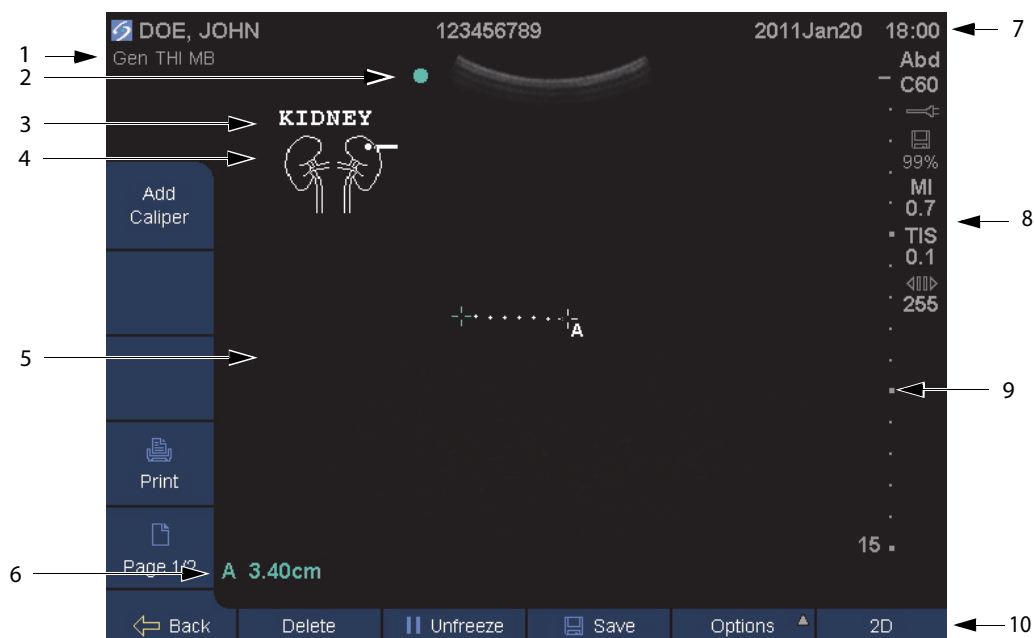 DOE, JOHN 123456789 2011Jan20 18:00 7
1 Gen THI MB
2
Abd
C60
3 KIDNEY
4
99%
Add
Caliper
MI
0.7
8
TIS
0.1
255
A
5
9
Print
15
Page 1/2
6 A 3.40cm
Back Delete Unfreeze Save Options 2D 10